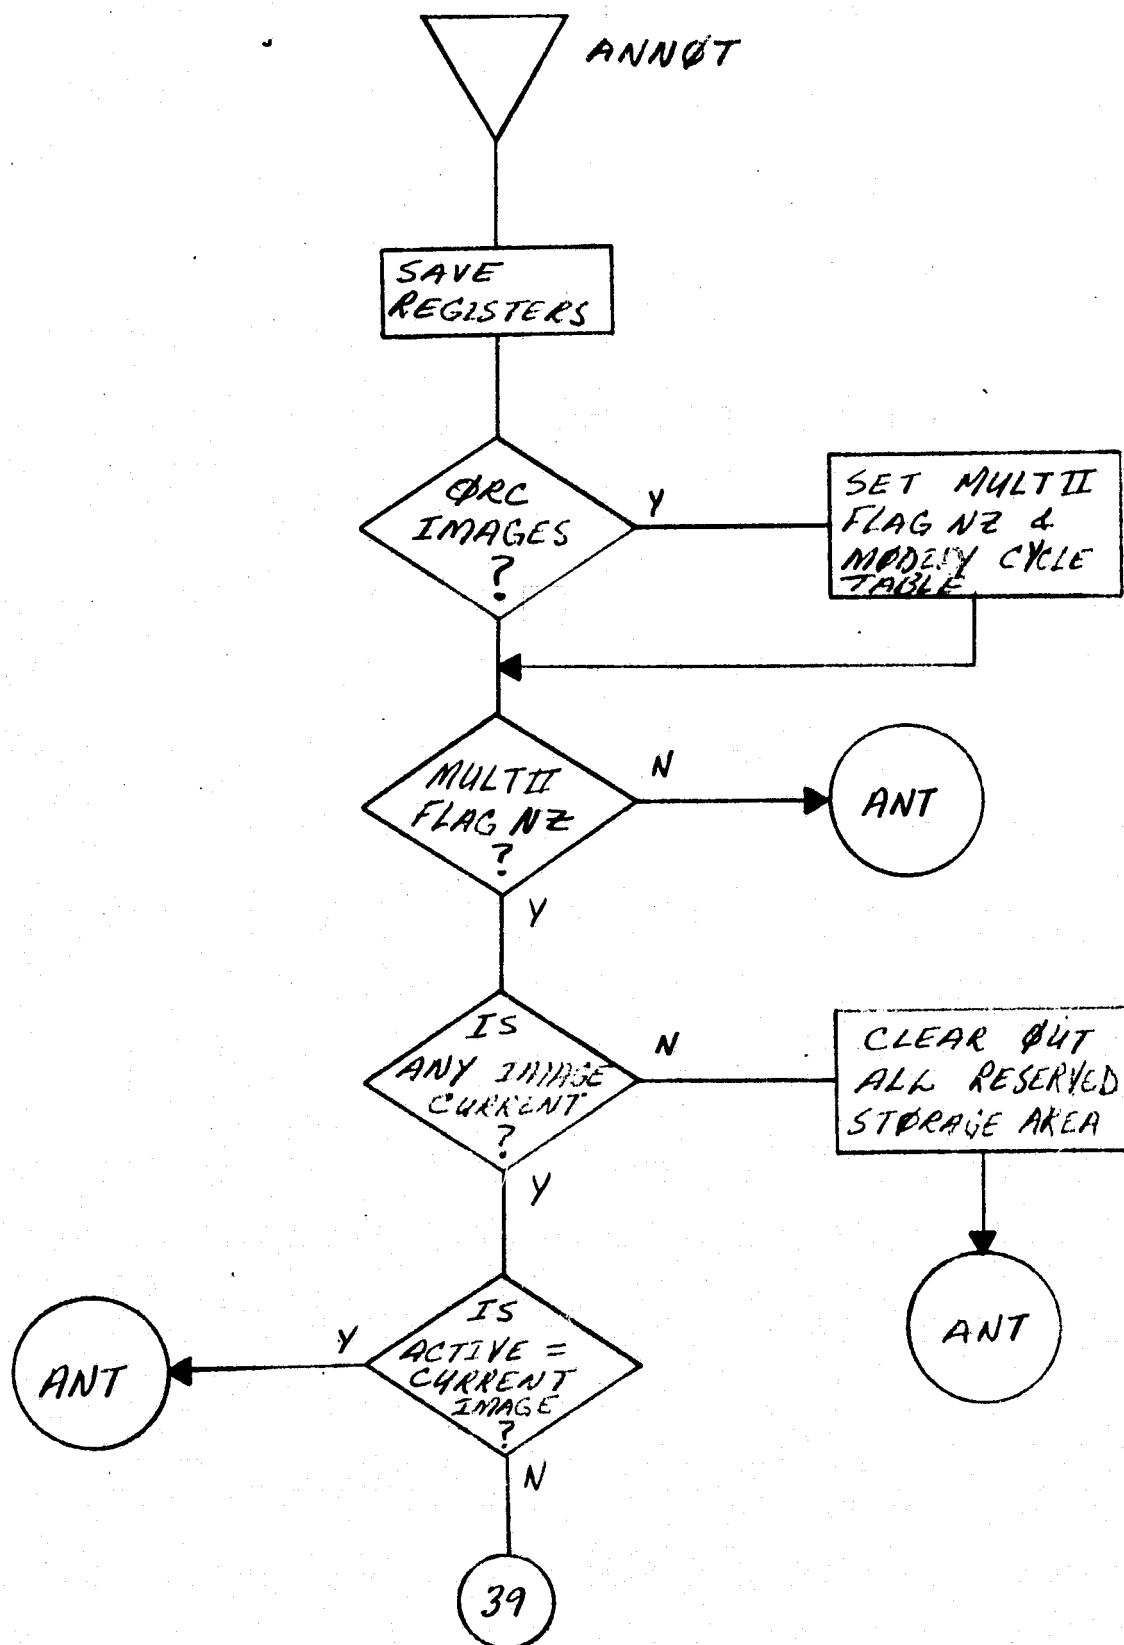 ANNØT
SAVE
REGISTERS
ØRC
IMAGES
?
Y
SET MULTII
FLAG NZ &
MØDIFY CYCLE
TABLE
MULTII
FLAG NZ
?
N
ANT
Y
IS
ANY IMAGE
CURRENT
?
N
CLEAR ØUT
ALL RESERVED
STØRAGE AREA
Y
ANT
IS
ACTIVE =
CURRENT
IMAGE
?
Y
ANT
N
39